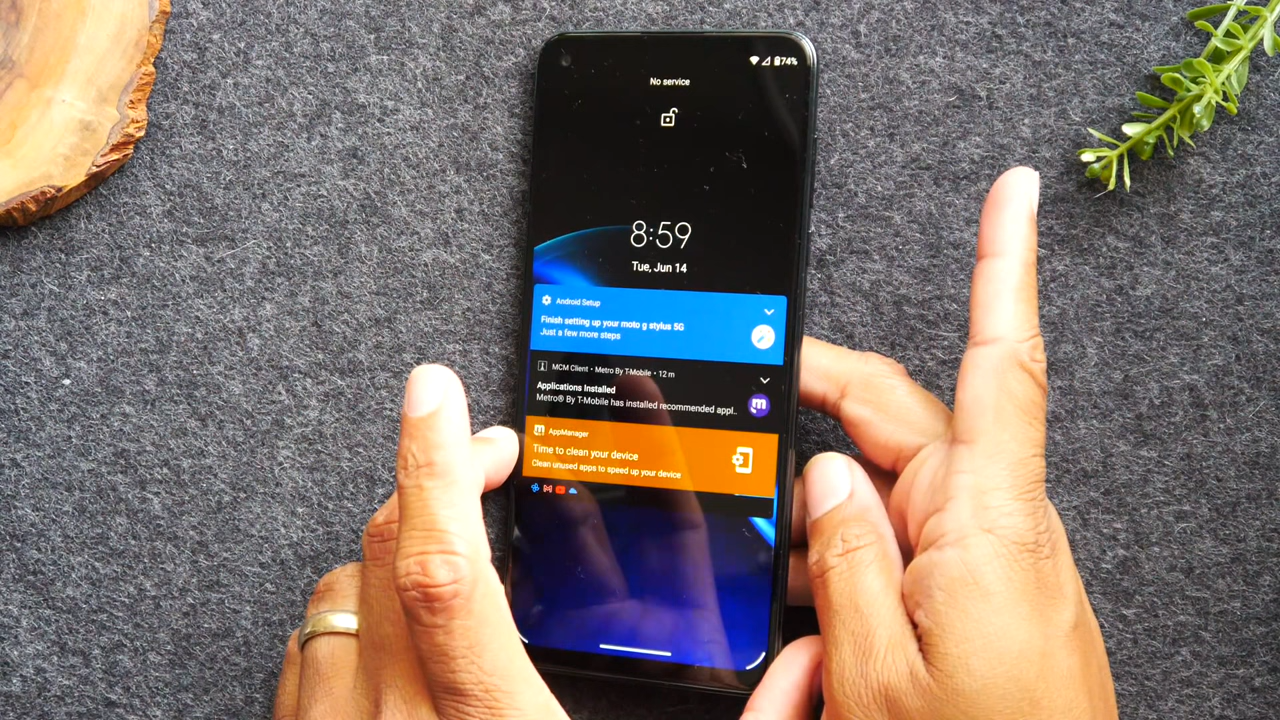 74%
No service
8:59
Tue, Jun 14
Android Setup
Finish setting up your moto g stylus 5G
Just a few more steps
MCM Client • Metro By T-Mobile • 12 m
Applications Installed
Metro® By T-Mobile has installed recommended appl..
m
m
AppManager
Time to clean your device
Clean unused apps to speed up your device